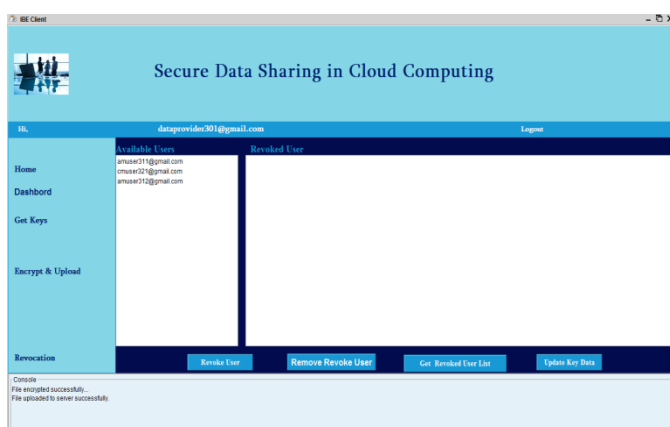 IBE Client
Secure Data Sharing in Cloud Computing
Hi, dataprovider301@gmail.com Logout
Available Users Revoked User
amuser311@gmail.com
cmuser321@gmail.com
amuser312@gmail.com
Home
Dashbord
Get Keys
Encrypt & Upload
Revocation
Revoke User Remove Revoke User Get Revoked User List Update Key Data
Console
File encrypted successfully...
File uploaded to server successfully.